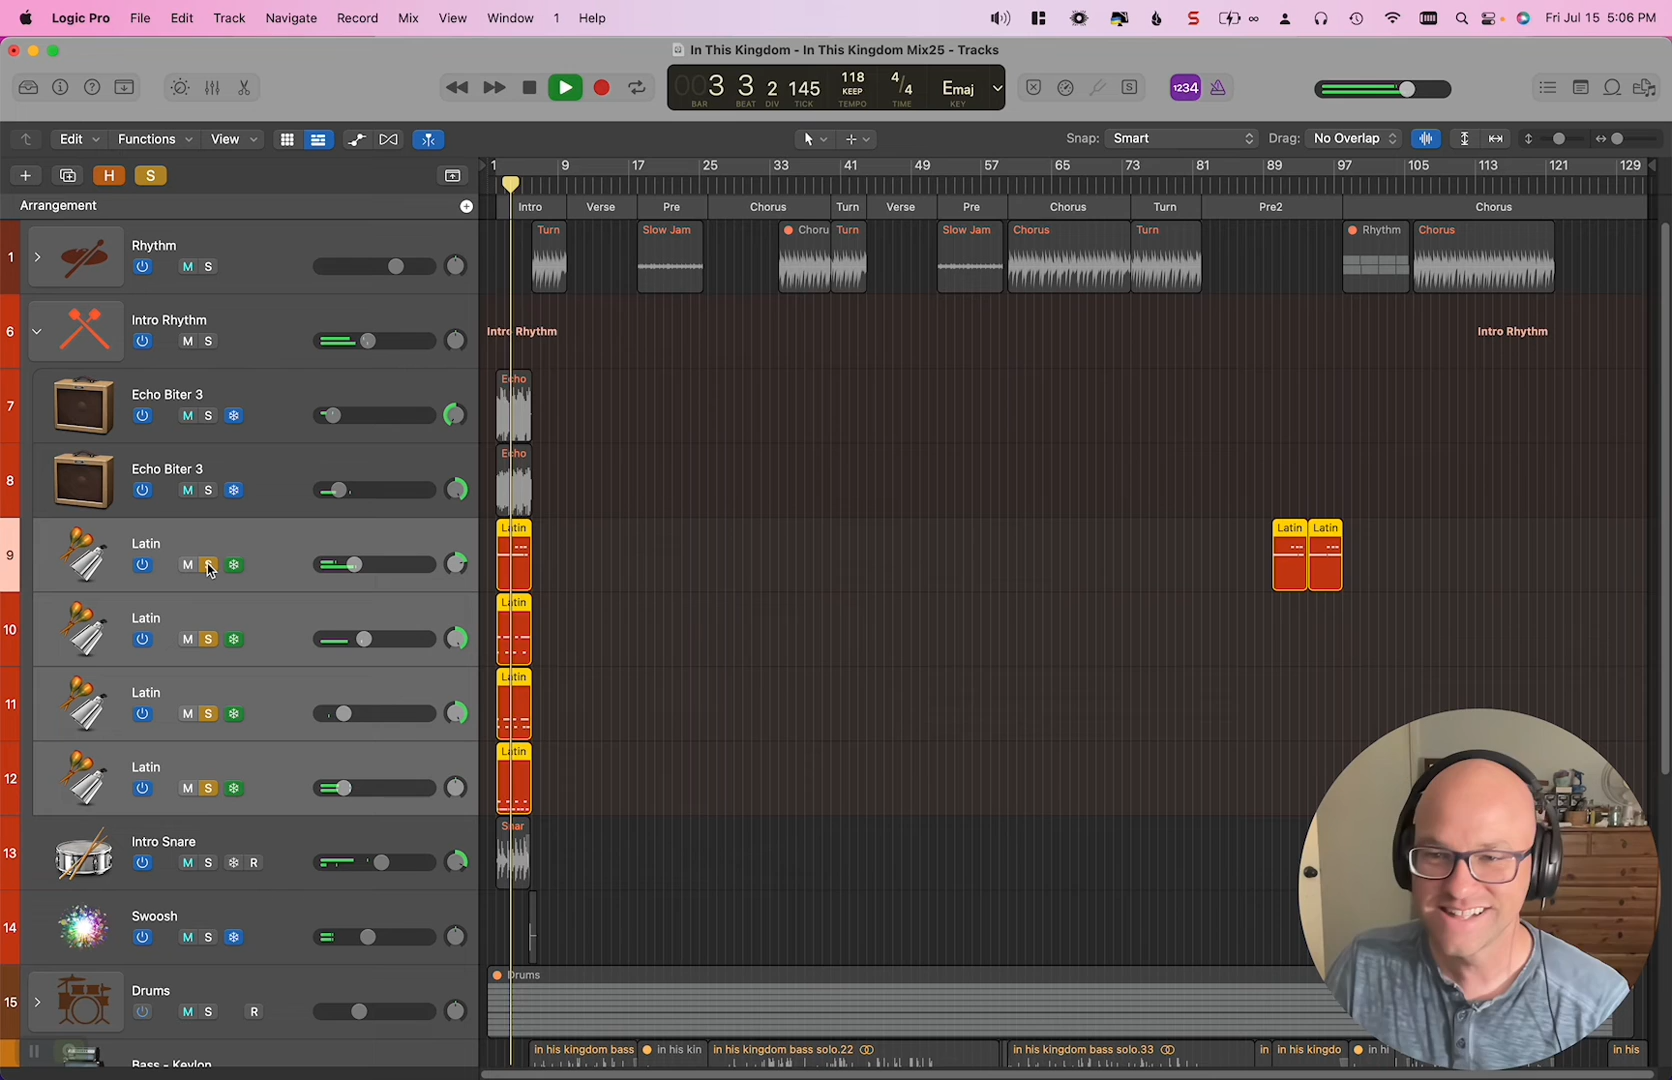 Logic Pro File Edit Track Navigate Record Mix View Window 1 Help Fri Jul 15 5:06 PM
In This Kingdom - In This Kingdom Mix25 - Tracks
003 3 2 145 118 KEEP 4/4 Emaj 1234
BAR BEAT DIV TICK TEMPO TIME KEY
Edit Functions View Snap: Smart Drag: No Overlap
H S 1 9 17 25 33 41 49 57 65 73 81 89 97 105 113 121 129
Arrangement Intro Verse Pre Chorus Turn Verse Pre Chorus Turn Pre2 Chorus
1 Rhythm M S Turn Slow Jam Choru Turn Slow Jam Chorus Turn Rhythm Chorus
6 Intro Rhythm M S Intro Rhythm Intro Rhythm
7 Echo Biter 3 M S Echo
8 Echo Biter 3 M S Echo
9 Latin M S Latin Latin Latin
10 Latin M S Latin
11 Latin M S Latin
12 Latin M S Latin
13 Intro Snare M S R Snar
14 Swoosh M S
15 Drums M S R Drums
Bass - Keylon in his kingdom bass in his kin in his kingdom bass solo.22 in his kingdom bass solo.33 in in his kingdo in hi in his